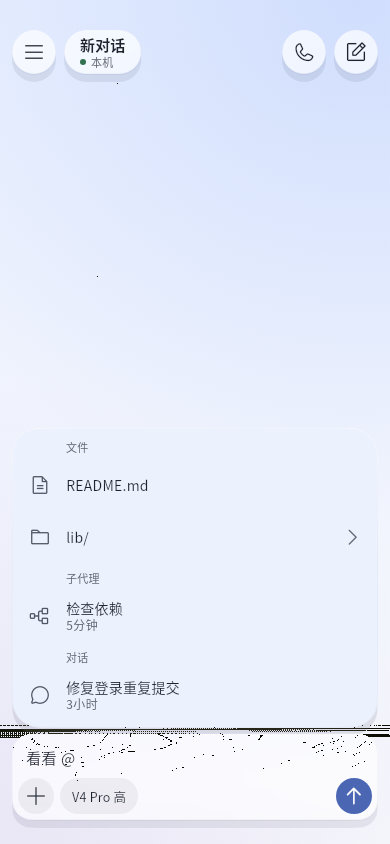 新对话
本机
文件
README.md
lib/
子代理
检查依赖
5分钟
对话
修复登录重复提交
3小时
看看 @
V4 Pro 高